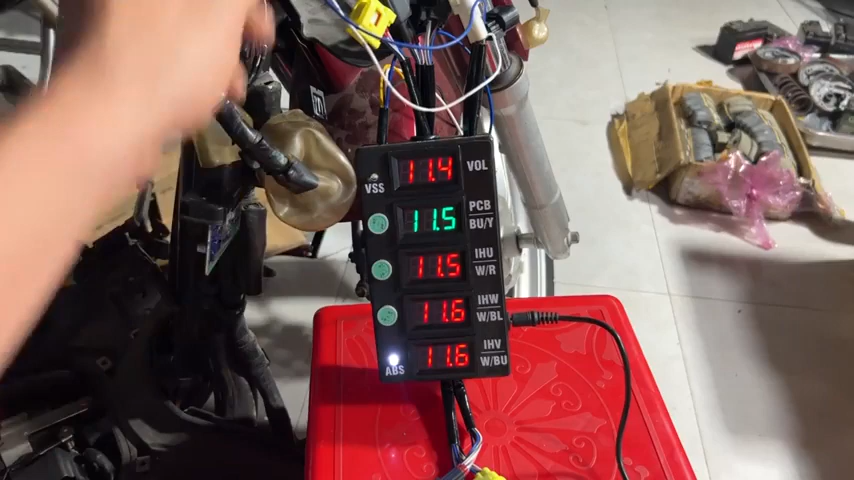 11.4 VOL
VSS
11.5 PCB
BU/Y
11.5 IHU
W/R
11.6 IHW
W/BL
11.6 IHV
W/BU
ABS